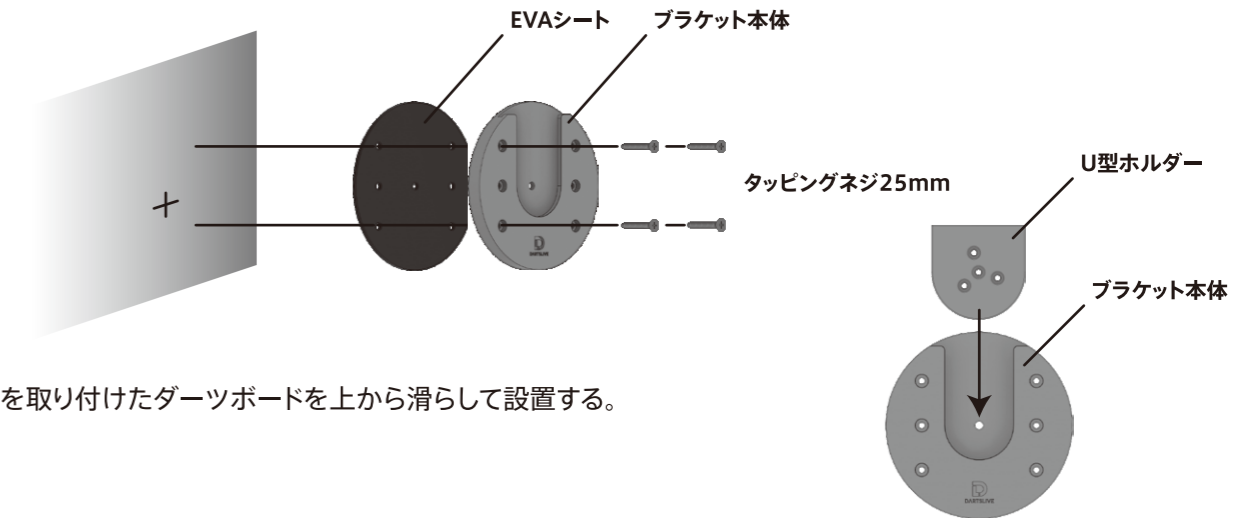 EVAシート
ブラケット本体
タッピングネジ25mm
U型ホルダー
ブラケット本体
を取り付けたダーツボードを上から滑らして設置する。
DARTSLIVE
DARTSLIVE